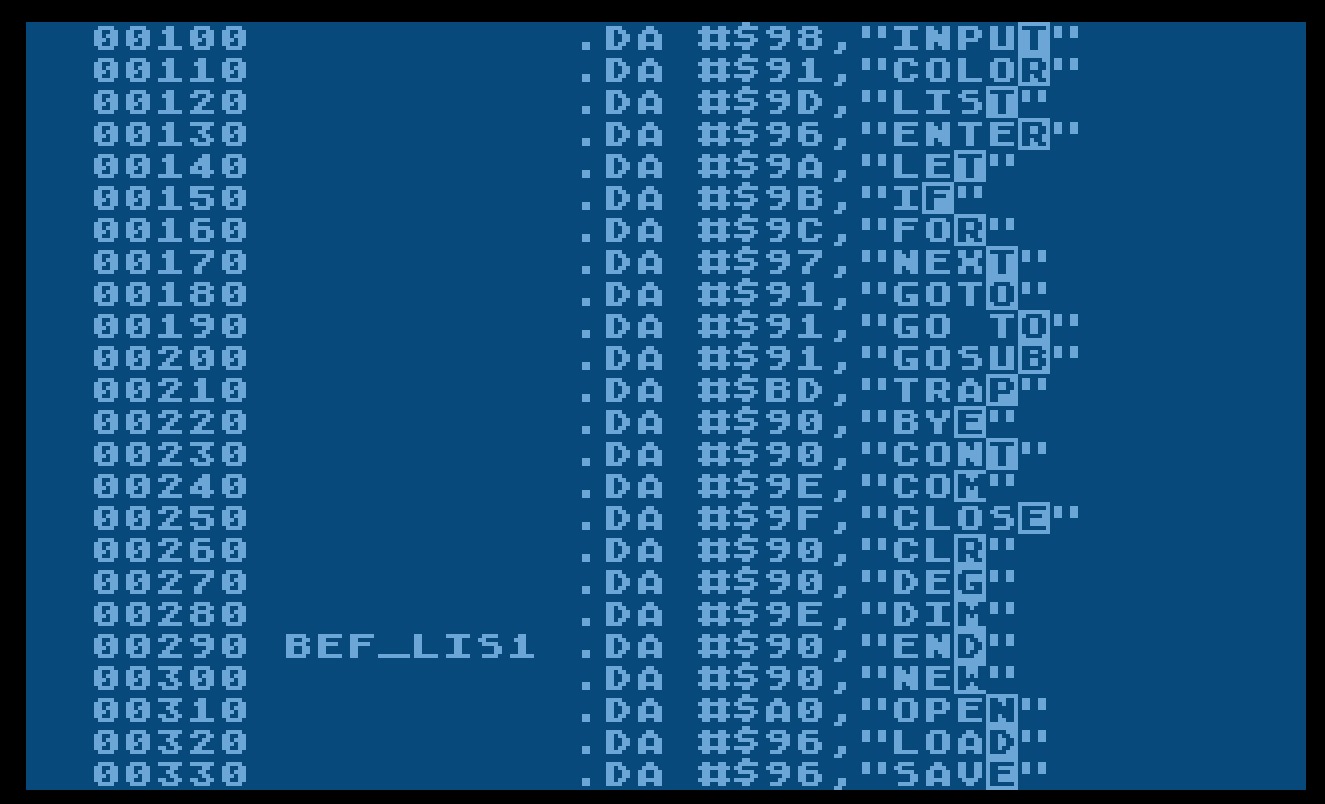 00100 .DA #$98,"INPUT"
00110 .DA #$91,"COLOR"
00120 .DA #$9D,"LIST"
00130 .DA #$96,"ENTER"
00140 .DA #$9A,"LET"
00150 .DA #$9B,"IF"
00160 .DA #$9C,"FOR"
00170 .DA #$97,"NEXT"
00180 .DA #$91,"GOTO"
00190 .DA #$91,"GO TO"
00200 .DA #$91,"GOSUB"
00210 .DA #$BD,"TRAP"
00220 .DA #$90,"BYE"
00230 .DA #$90,"CONT"
00240 .DA #$9E,"COM"
00250 .DA #$9F,"CLOSE"
00260 .DA #$90,"CLR"
00270 .DA #$90,"DEG"
00280 .DA #$9E,"DIM"
00290 BEF_LIS1 .DA #$90,"END"
00300 .DA #$90,"NEW"
00310 .DA #$A0,"OPEN"
00320 .DA #$96,"LOAD"
00330 .DA #$96,"SAVE"